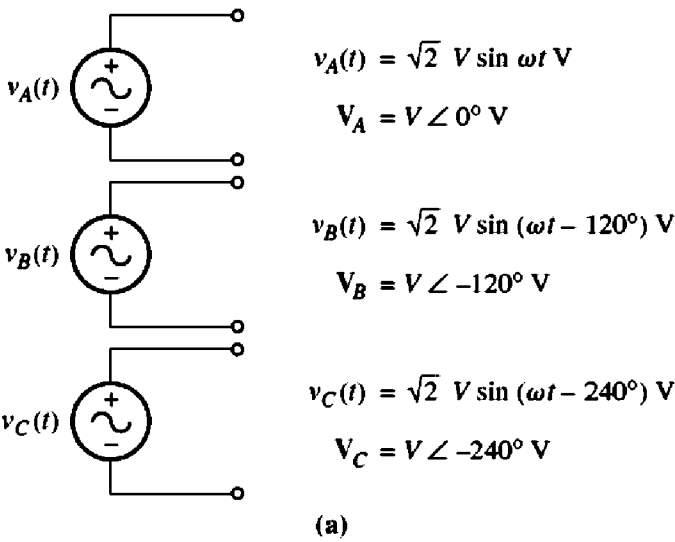 +
v_A(t)
–
v_A(t) = √2 V sin ωt V
V_A = V ∠ 0° V
+
v_B(t)
–
v_B(t) = √2 V sin (ωt – 120°) V
V_B = V ∠ –120° V
+
v_C(t)
–
v_C(t) = √2 V sin (ωt – 240°) V
V_C = V ∠ –240° V
(a)